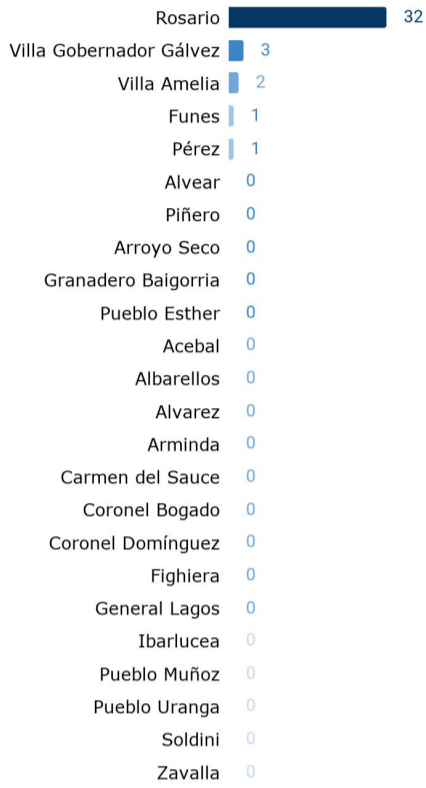 Rosario 32
Villa Gobernador Gálvez 3
Villa Amelia 2
Funes 1
Pérez 1
Alvear 0
Piñero 0
Arroyo Seco 0
Granadero Baigorria 0
Pueblo Esther 0
Acebal 0
Albarellos 0
Alvarez 0
Arminda 0
Carmen del Sauce 0
Coronel Bogado 0
Coronel Domínguez 0
Fighiera 0
General Lagos 0
Ibarlucea 0
Pueblo Muñoz 0
Pueblo Uranga 0
Soldini 0
Zavalla 0